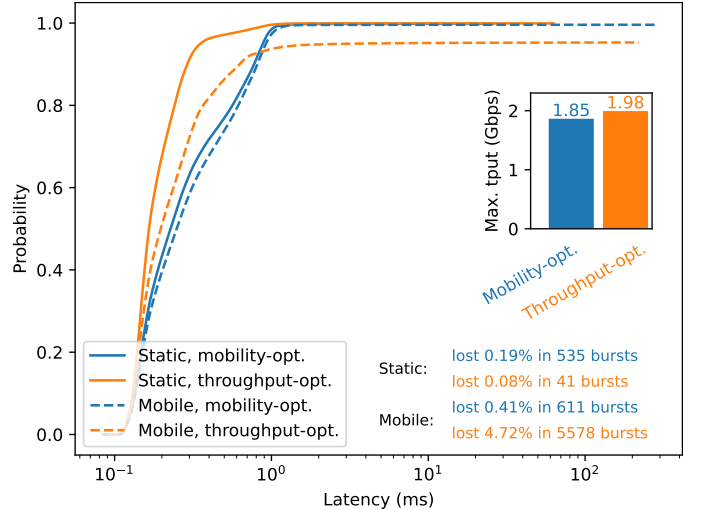 1.0
0.8
0.6
0.4
0.2
0.0
Probability
10⁻¹
10⁰
10¹
10²
Latency (ms)
Static, mobility-opt.
Static, throughput-opt.
Mobile, mobility-opt.
Mobile, throughput-opt.
Max. tput (Gbps)
2
1
0
1.85
1.98
Mobility-opt.
Throughput-opt.
Static:
lost 0.19% in 535 bursts
lost 0.08% in 41 bursts
Mobile:
lost 0.41% in 611 bursts
lost 4.72% in 5578 bursts